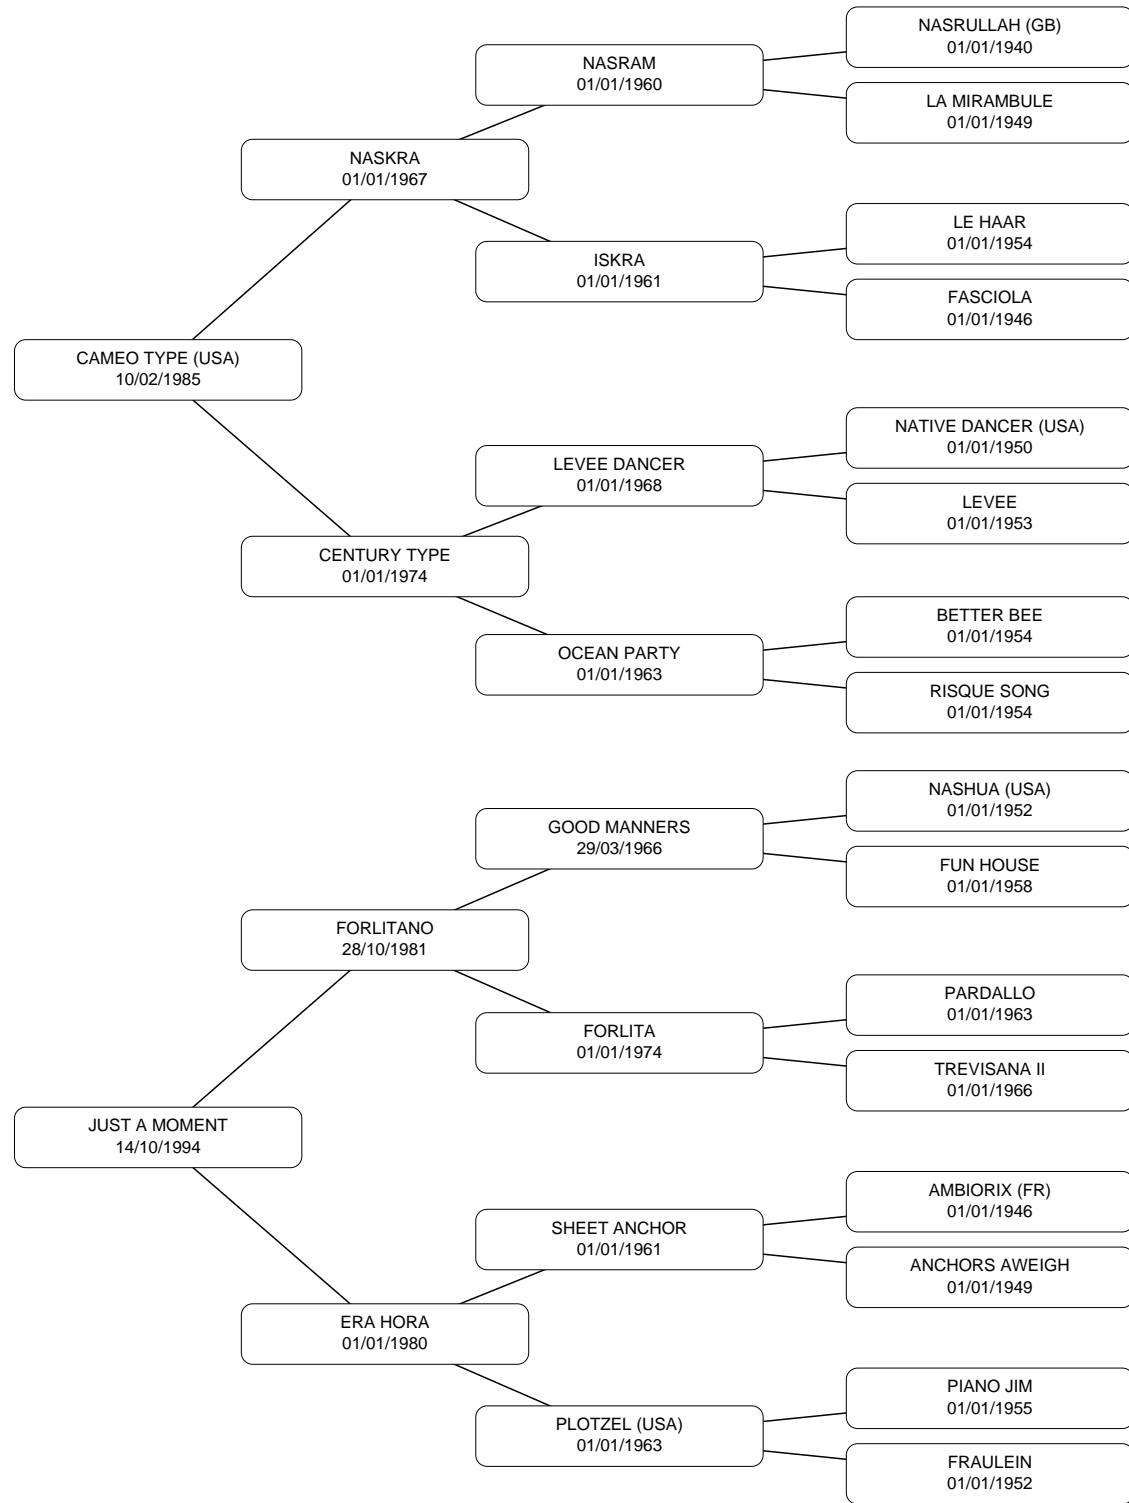 NASRULLAH (GB)
01/01/1940
NASRAM
01/01/1960
LA MIRAMBULE
01/01/1949
NASKRA
01/01/1967
LE HAAR
01/01/1954
ISKRA
01/01/1961
FASCIOLA
01/01/1946
CAMEO TYPE (USA)
10/02/1985
NATIVE DANCER (USA)
01/01/1950
LEVEE DANCER
01/01/1968
LEVEE
01/01/1953
CENTURY TYPE
01/01/1974
BETTER BEE
01/01/1954
OCEAN PARTY
01/01/1963
RISQUE SONG
01/01/1954
NASHUA (USA)
01/01/1952
GOOD MANNERS
29/03/1966
FUN HOUSE
01/01/1958
FORLITANO
28/10/1981
PARDALLO
01/01/1963
FORLITA
01/01/1974
TREVISANA II
01/01/1966
JUST A MOMENT
14/10/1994
AMBIORIX (FR)
01/01/1946
SHEET ANCHOR
01/01/1961
ANCHORS AWEIGH
01/01/1949
ERA HORA
01/01/1980
PIANO JIM
01/01/1955
PLOTZEL (USA)
01/01/1963
FRAULEIN
01/01/1952